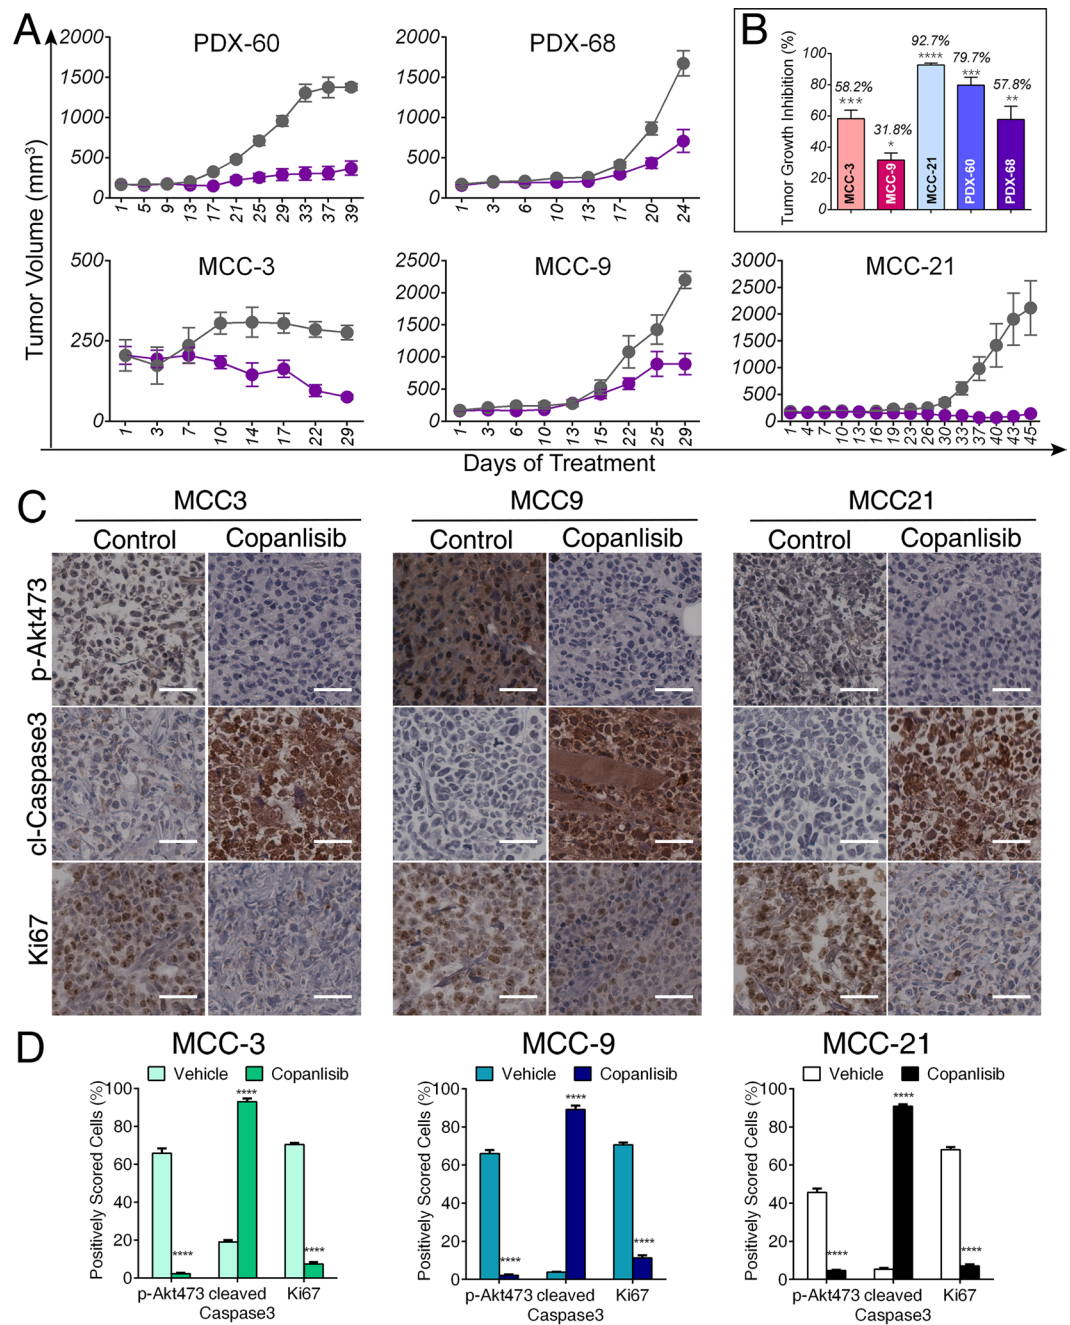 A
PDX-60
PDX-68
B
Tumor Volume (mm³)
2000
1500
1000
500
0
1 5 9 13 17 21 25 29 33 37 39
2000
1500
1000
500
0
1 3 6 10 13 17 20 24
Tumor Growth Inhibition (%)
100
80
60
40
20
0
58.2%
***
31.8%
*
92.7%
****
79.7%
***
57.8%
**
MCC-3
MCC-9
MCC-21
PDX-60
PDX-68
MCC-3
500
250
0
1 3 7 10 14 17 22 29
MCC-9
2500
2000
1500
1000
500
0
1 3 6 10 13 15 22 25 29
MCC-21
3000
2500
2000
1500
1000
500
0
1 4 7 10 13 16 19 23 26 30 33 37 40 43 45
Days of Treatment
C
MCC3 MCC9 MCC21
Control Copanlisib Control Copanlisib Control Copanlisib
p-Akt473
cl-Caspase3
Ki67
D
MCC-3
Vehicle Copanlisib
Positively Scored Cells (%)
100
80
60
40
20
0
****
****
****
p-Akt473 cleaved Ki67
Caspase3
MCC-9
Vehicle Copanlisib
Positively Scored Cells (%)
100
80
60
40
20
0
****
****
****
p-Akt473 cleaved Ki67
Caspase3
MCC-21
Vehicle Copanlisib
Positively Scored Cells (%)
100
80
60
40
20
0
****
****
****
p-Akt473 cleaved Ki67
Caspase3